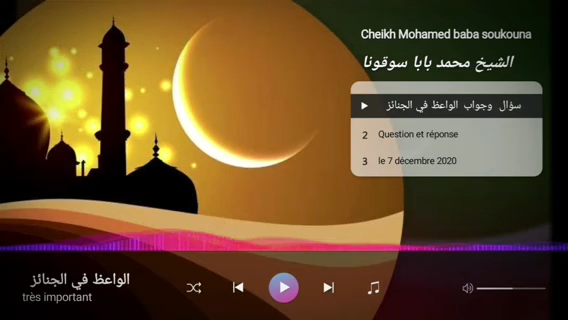 Cheikh Mohamed baba soukouna
الشيخ محمد بابا سوقونا
سؤال وجواب الواعظ في الجنائز
2 Question et réponse
3 le 7 décembre 2020
الواعظ في الجنائز
très important